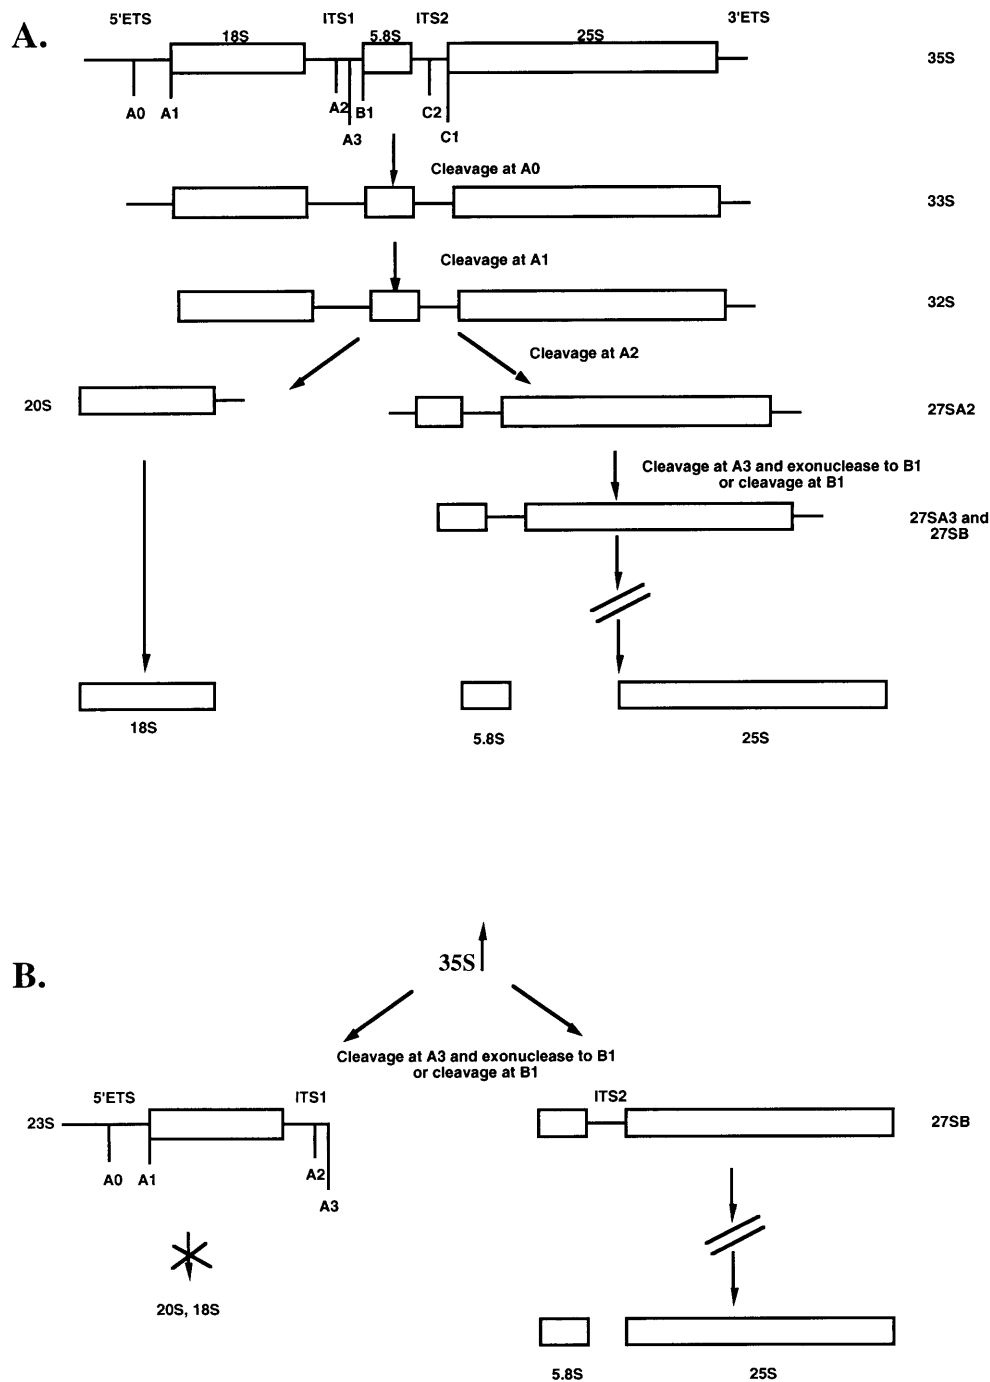 A.
5'ETS ITS1 ITS2 3'ETS
18S 5.8S 25S
35S
A0 A1 A2 B1 C2
A3 C1
Cleavage at A0
33S
Cleavage at A1
32S
Cleavage at A2
20S
27SA2
Cleavage at A3 and exonuclease to B1
or cleavage at B1
27SA3 and
27SB
18S
5.8S 25S
B.
35S
Cleavage at A3 and exonuclease to B1
or cleavage at B1
5'ETS ITS1 ITS2
23S 27SB
A0 A1 A2
A3
20S, 18S
5.8S 25S